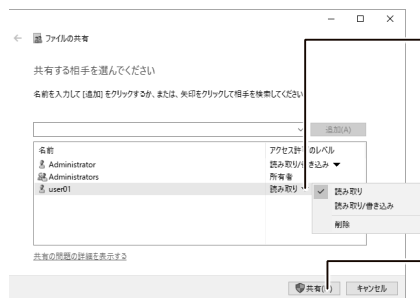 ファイルの共有
共有する相手を選んでください
名前を入力して [追加] をクリックするか、または、矢印をクリックして相手を検索してください
追加(A)
名前 アクセス許 のレベル
Administrator 読み取り/ き込み
Administrators 所有者
user01 読み取り
読み取り
読み取り/書き込み
削除
共有の問題の詳細を表示する
共有( ) キャンセル